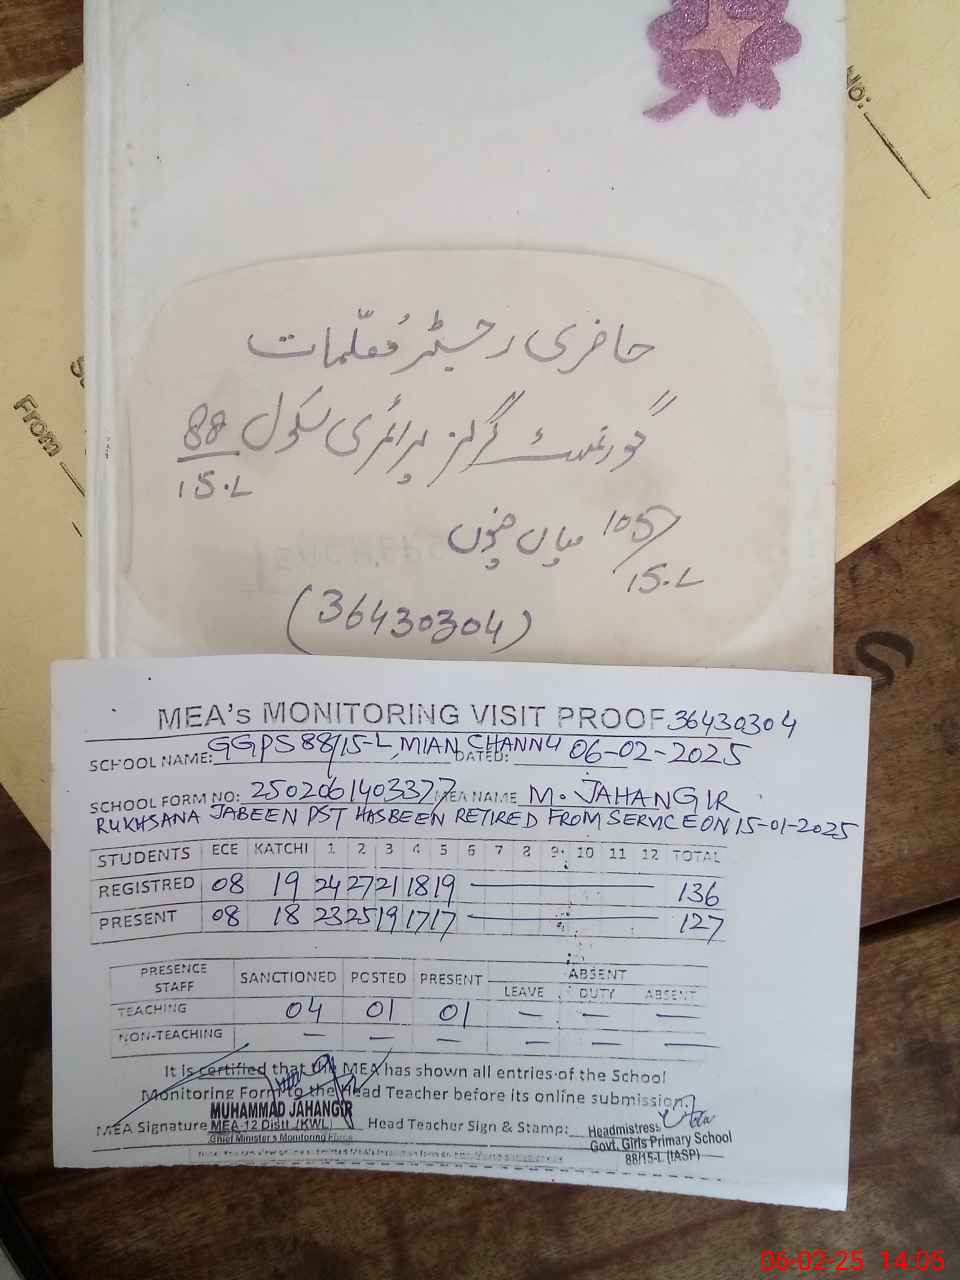 No:
From
حاضری رجسٹر مُعلّمات
گورنمنٹ گرلز پرائمری سکول 88/15.L
105/15.L میاں چنوں
(36430304)
MEA's MONITORING VISIT PROOF 36430304
SCHOOL NAME: GGPS 88/15-L, MIAN CHANNU DATED: 06-02-2025
SCHOOL FORM NO: 2502061403377 MEA NAME M. JAHANGIR
RUKHSANA JABEEN PST HAS BEEN RETIRED FROM SERVICE ON 15-01-2025
STUDENTS ECE KATCHI 1 2 3 4 5 6 7 8 9 10 11 12 TOTAL
REGISTRED 08 19 24 27 21 18 19 — 136
PRESENT 08 18 23 25 19 17 17 — 127
PRESENCE STAFF SANCTIONED POSTED PRESENT ABSENT
LEAVE DUTY ABSENT
TEACHING 04 01 01 — — —
NON-TEACHING — — — — — —
It is certified that the MEA has shown all entries of the School
Monitoring Form to the Head Teacher before its online submission.
MUHAMMAD JAHANGIR
MEA Signature MEA-12 Distt (KWL) Head Teacher Sign & Stamp: Headmistress
Chief Minister's Monitoring Force
Govt. Girls Primary School
88/15-L (IASP)
06-02-25 14:05